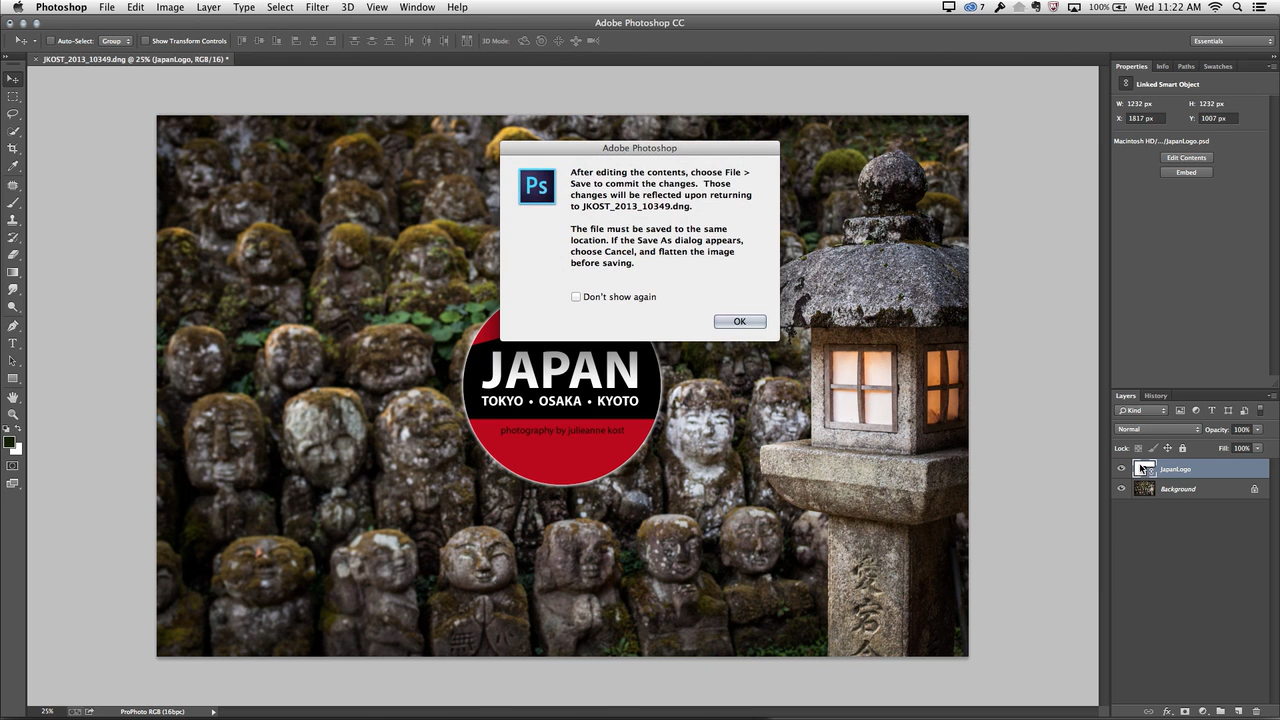 Photoshop File Edit Image Layer Type Select Filter 3D View Window Help
7 100% Wed 11:22 AM
Adobe Photoshop CC
Auto-Select: Group Show Transform Controls 3D Mode: Essentials
× JKOST_2013_10349.dng @ 25% (JapanLogo, RGB/16) *
Properties Info Paths Swatches
Linked Smart Object
W: 1232 px H: 1232 px
X: 1817 px Y: 1007 px
Macintosh HD/.../JapanLogo.psd
Edit Contents
Embed
Adobe Photoshop
Ps
After editing the contents, choose File >
Save to commit the changes. Those
changes will be reflected upon returning
to JKOST_2013_10349.dng.
The file must be saved to the same
location. If the Save As dialog appears,
choose Cancel, and flatten the image
before saving.
Don't show again
OK
JAPAN
TOKYO • OSAKA • KYOTO
photography by julieanne kost
愛宕
Layers History
Kind
Normal Opacity: 100%
Lock: Fill: 100%
JapanLogo
Background
25% ProPhoto RGB (16bpc)